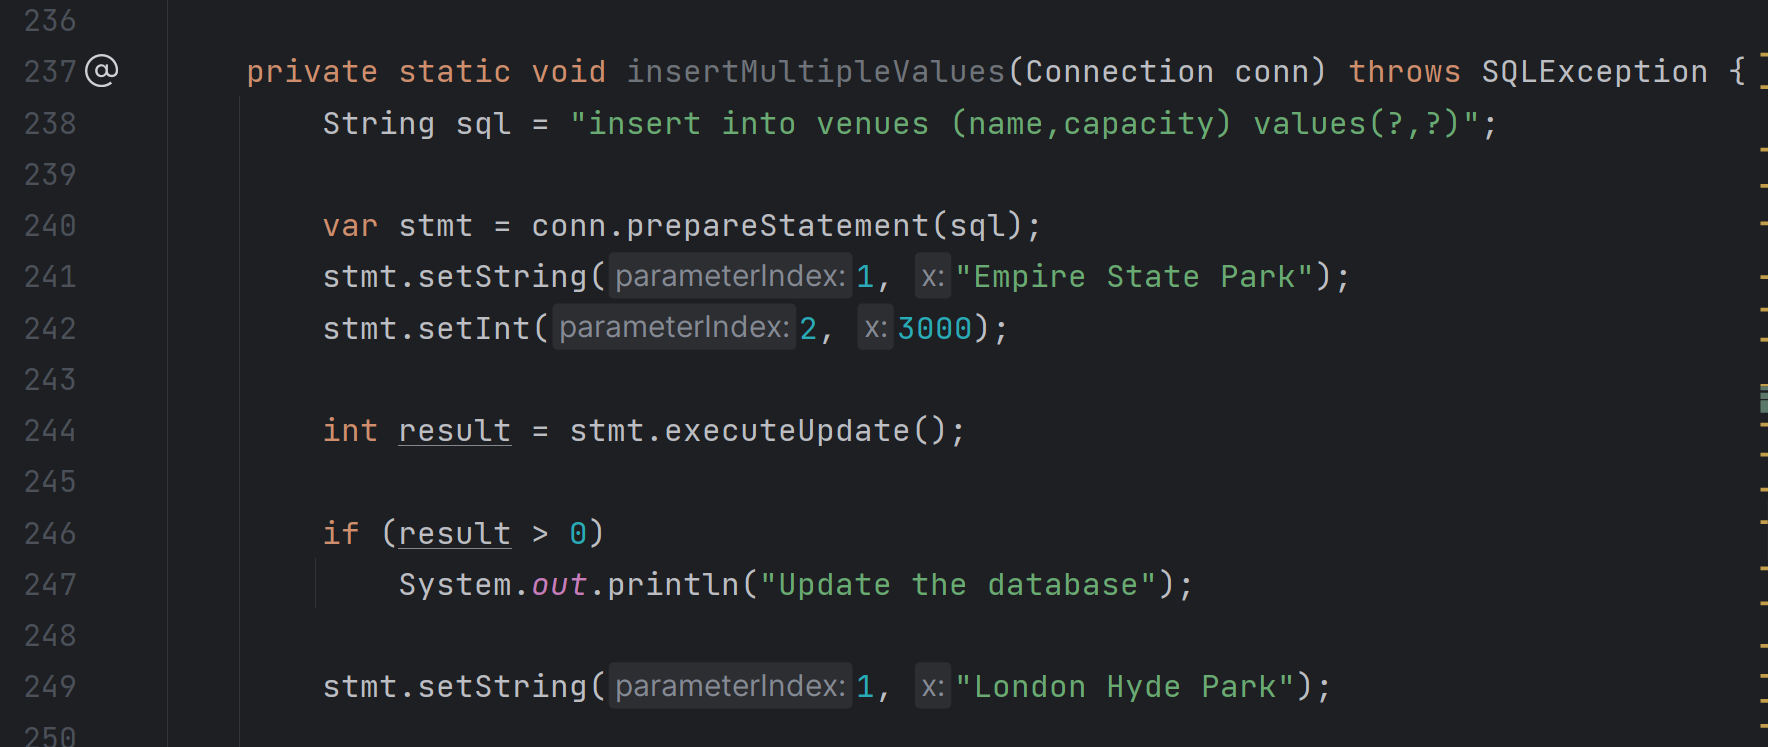 236
237 @ private static void insertMultipleValues(Connection conn) throws SQLException {
238 String sql = "insert into venues (name,capacity) values(?,?)";
239
240 var stmt = conn.prepareStatement(sql);
241 stmt.setString( parameterIndex: 1, x: "Empire State Park");
242 stmt.setInt( parameterIndex: 2, x: 3000);
243
244 int result = stmt.executeUpdate();
245
246 if (result > 0)
247 System.out.println("Update the database");
248
249 stmt.setString( parameterIndex: 1, x: "London Hyde Park");
250